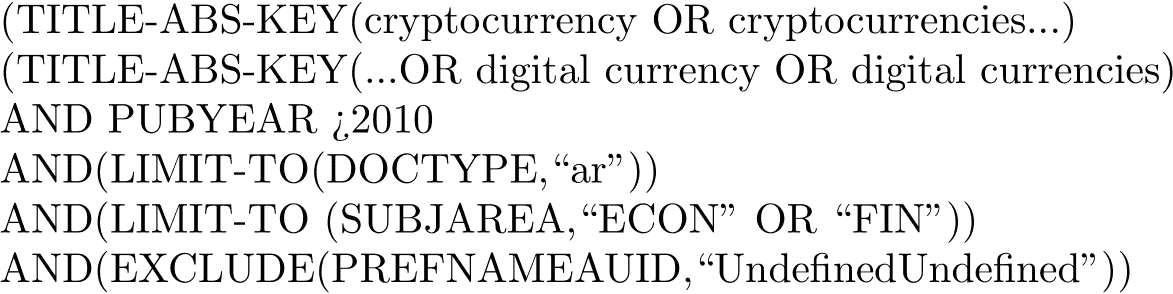 (TITLE-ABS-KEY(cryptocurrency OR cryptocurrencies...)
(TITLE-ABS-KEY(...OR digital currency OR digital currencies)
AND PUBYEAR ¿2010
AND(LIMIT-TO(DOCTYPE,“ar”))
AND(LIMIT-TO (SUBJAREA,“ECON” OR “FIN”))
AND(EXCLUDE(PREFNAMEAUID,“UndefinedUndefined”))